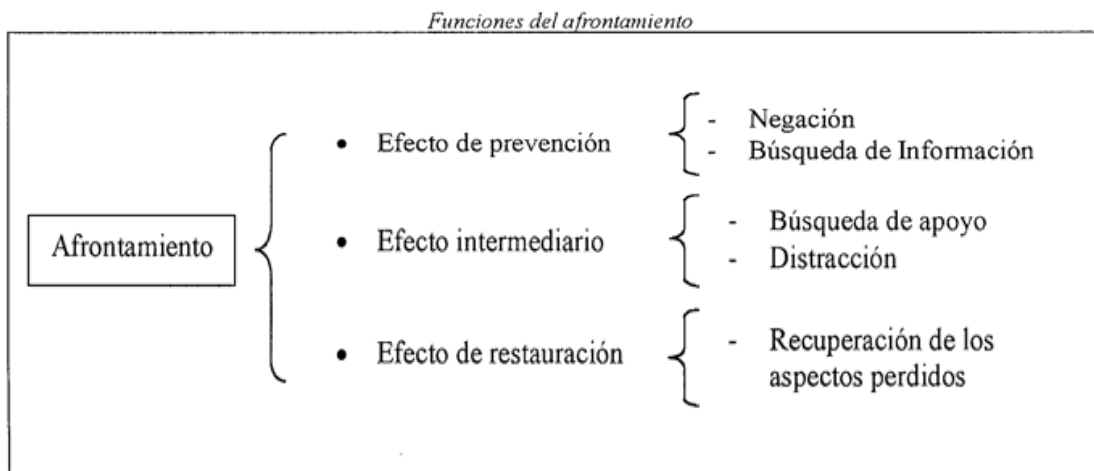 Funciones del afrontamiento
Afrontamiento
• Efecto de prevención
- Negación
- Búsqueda de Información
• Efecto intermediario
- Búsqueda de apoyo
- Distracción
• Efecto de restauración
- Recuperación de los
aspectos perdidos